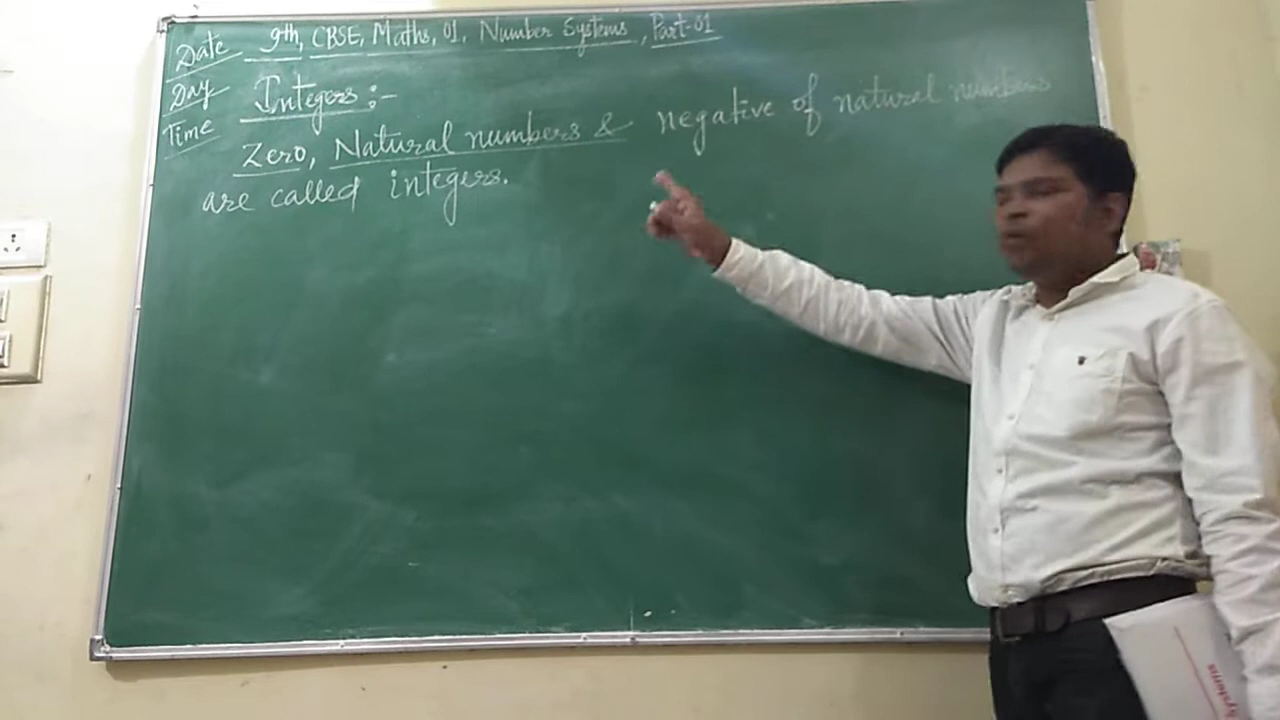 Date 9th, CBSE, Maths, 01, Number Systems, Part-01
Day Integers :-
Time
Zero, Natural numbers & negative of natural numbers
are called integers.
ystems